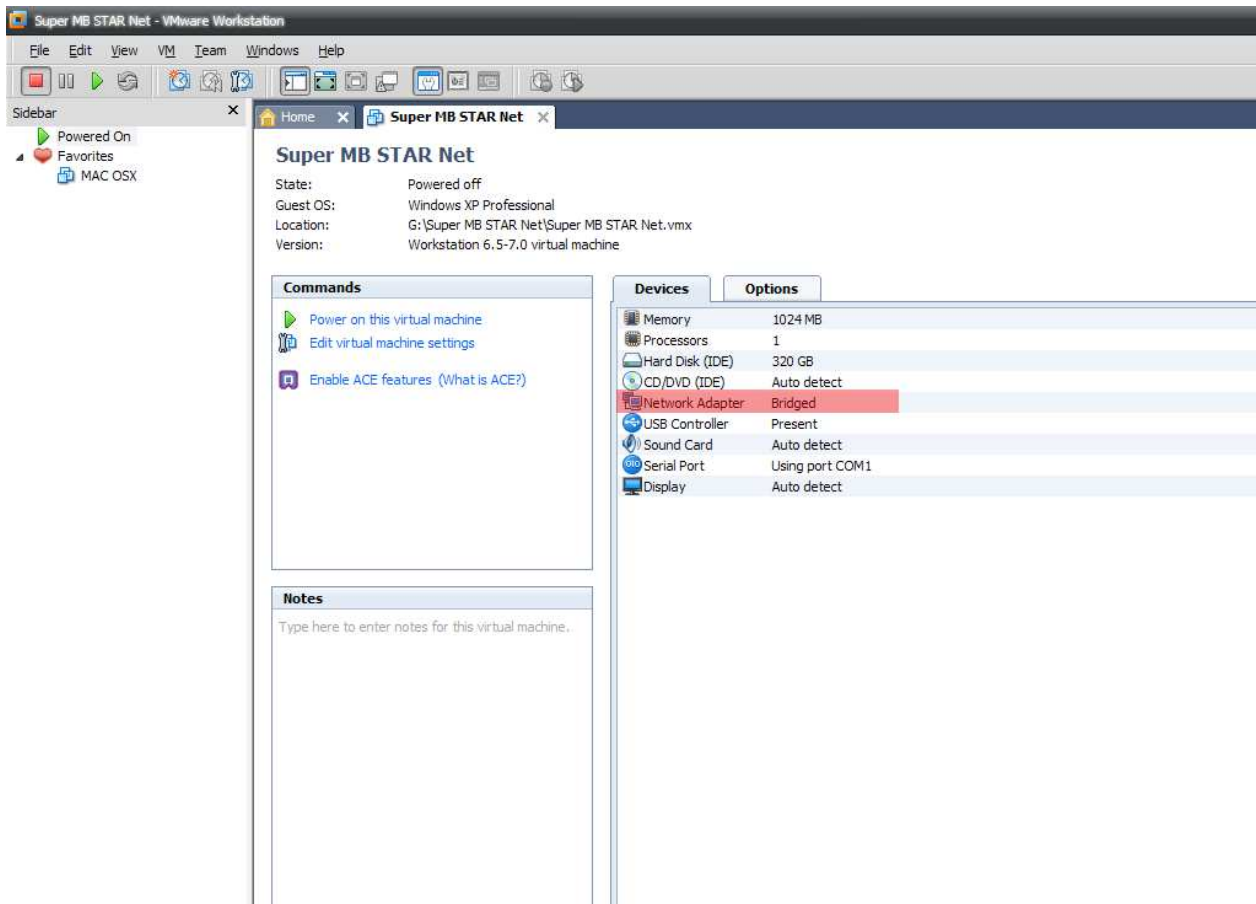 Super MB STAR Net - VMware Workstation
File Edit View VM Team Windows Help
Sidebar x
Powered On
Favorites
MAC OSX
Home x Super MB STAR Net x
Super MB STAR Net
State: Powered off
Guest OS: Windows XP Professional
Location: G:\Super MB STAR Net\Super MB STAR Net.vmx
Version: Workstation 6.5-7.0 virtual machine
Commands
Power on this virtual machine
Edit virtual machine settings
Enable ACE features (What is ACE?)
Devices Options
Memory 1024 MB
Processors 1
Hard Disk (IDE) 320 GB
CD/DVD (IDE) Auto detect
Network Adapter Bridged
USB Controller Present
Sound Card Auto detect
Serial Port Using port COM1
Display Auto detect
Notes
Type here to enter notes for this virtual machine.